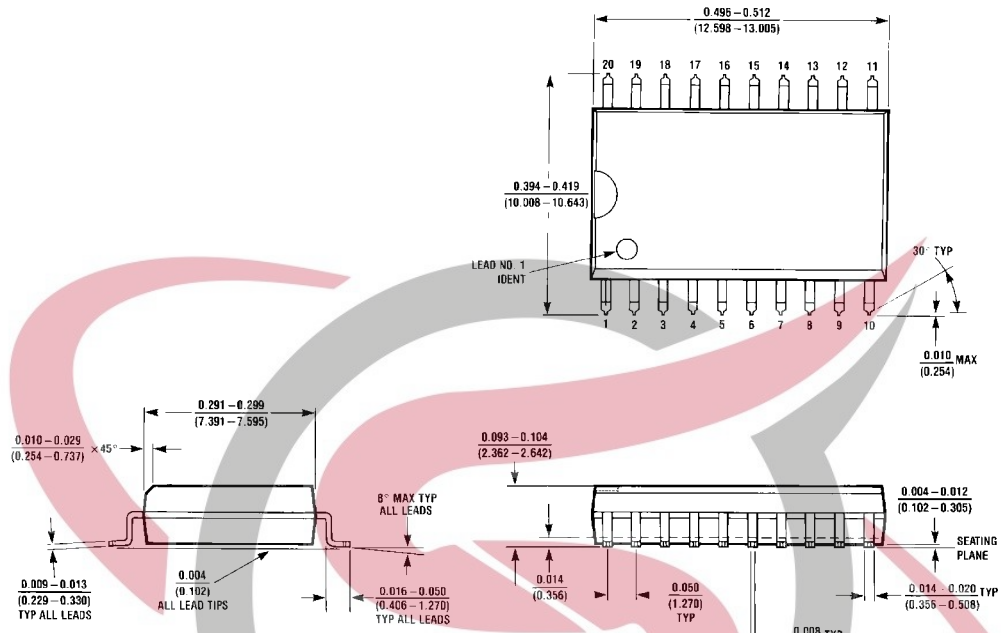 0.495 – 0.512
(12.598 – 13.005)
20 19 18 17 16 15 14 13 12 11
0.394 – 0.419
(10.008 – 10.643)
LEAD NO. 1
IDENT
30° TYP
1 2 3 4 5 6 7 8 9 10
0.010 MAX
(0.254)
0.291 – 0.299
(7.391 – 7.595)
0.010 – 0.029
(0.254 – 0.737)
×45°
0.093 – 0.104
(2.362 – 2.642)
8° MAX TYP
ALL LEADS
0.004 – 0.012
(0.102 – 0.305)
SEATING
PLANE
0.009 – 0.013
(0.229 – 0.330)
TYP ALL LEADS
0.004
(0.102)
ALL LEAD TIPS
0.016 – 0.050
(0.406 – 1.270)
TYP ALL LEADS
0.014
(0.356)
0.050
(1.270)
TYP
0.014 – 0.020 TYP
(0.356 – 0.508)
0.008 TYP